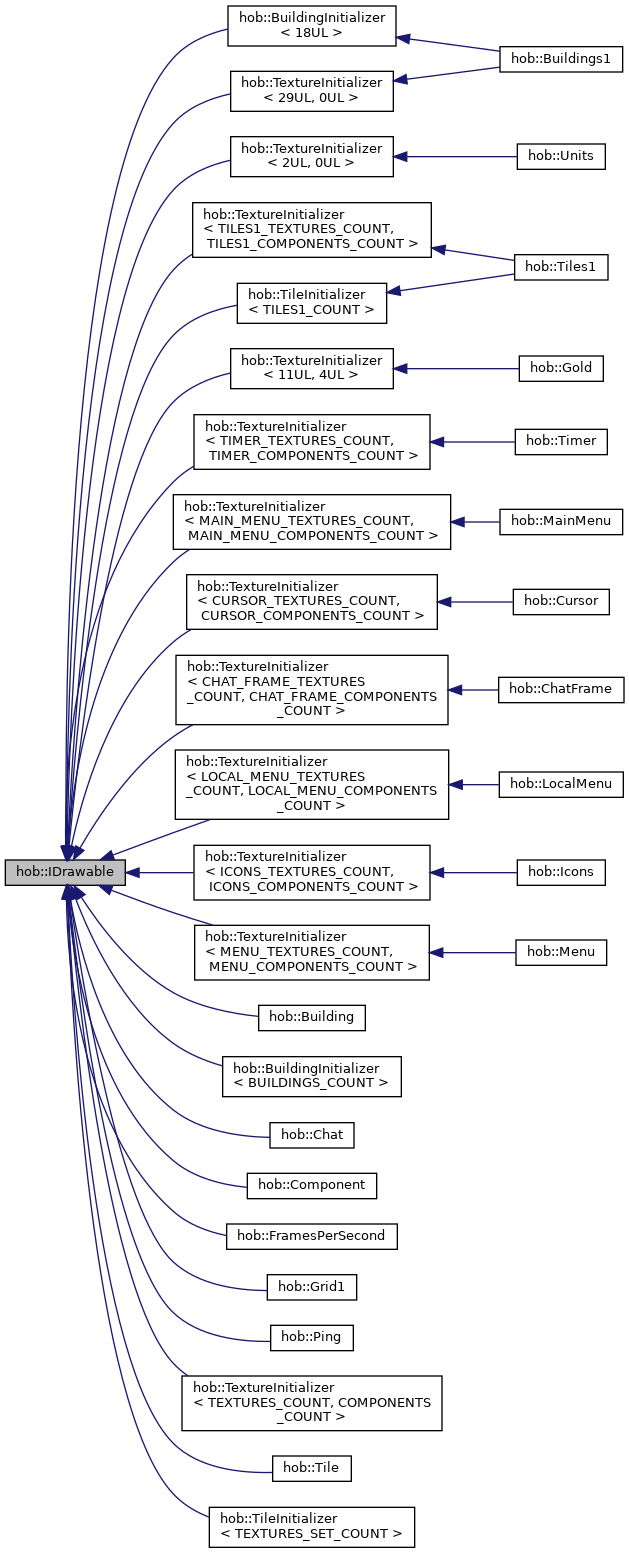 hob::BuildingInitializer
< 18UL >
hob::Buildings1
hob::TextureInitializer
< 29UL, 0UL >
hob::TextureInitializer
< 2UL, 0UL >
hob::Units
hob::TextureInitializer
< TILES1_TEXTURES_COUNT,
TILES1_COMPONENTS_COUNT >
hob::Tiles1
hob::TileInitializer
< TILES1_COUNT >
hob::TextureInitializer
< 11UL, 4UL >
hob::Gold
hob::TextureInitializer
< TIMER_TEXTURES_COUNT,
TIMER_COMPONENTS_COUNT >
hob::Timer
hob::TextureInitializer
< MAIN_MENU_TEXTURES_COUNT,
MAIN_MENU_COMPONENTS_COUNT >
hob::MainMenu
hob::TextureInitializer
< CURSOR_TEXTURES_COUNT,
CURSOR_COMPONENTS_COUNT >
hob::Cursor
hob::TextureInitializer
< CHAT_FRAME_TEXTURES
_COUNT, CHAT_FRAME_COMPONENTS
_COUNT >
hob::ChatFrame
hob::TextureInitializer
< LOCAL_MENU_TEXTURES
_COUNT, LOCAL_MENU_COMPONENTS
_COUNT >
hob::LocalMenu
hob::IDrawable
hob::TextureInitializer
< ICONS_TEXTURES_COUNT,
ICONS_COMPONENTS_COUNT >
hob::Icons
hob::TextureInitializer
< MENU_TEXTURES_COUNT,
MENU_COMPONENTS_COUNT >
hob::Menu
hob::Building
hob::BuildingInitializer
< BUILDINGS_COUNT >
hob::Chat
hob::Component
hob::FramesPerSecond
hob::Grid1
hob::Ping
hob::TextureInitializer
< TEXTURES_COUNT, COMPONENTS
_COUNT >
hob::Tile
hob::TileInitializer
< TEXTURES_SET_COUNT >